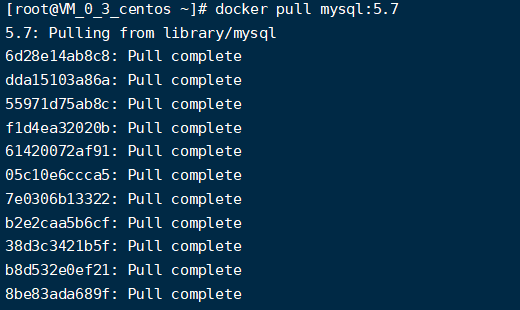 [root@VM_0_3_centos ~]# docker pull mysql:5.7
5.7: Pulling from library/mysql
6d28e14ab8c8: Pull complete
dda15103a86a: Pull complete
55971d75ab8c: Pull complete
f1d4ea32020b: Pull complete
61420072af91: Pull complete
05c10e6ccca5: Pull complete
7e0306b13322: Pull complete
b2e2caa5b6cf: Pull complete
38d3c3421b5f: Pull complete
b8d532e0ef21: Pull complete
8be83ada689f: Pull complete